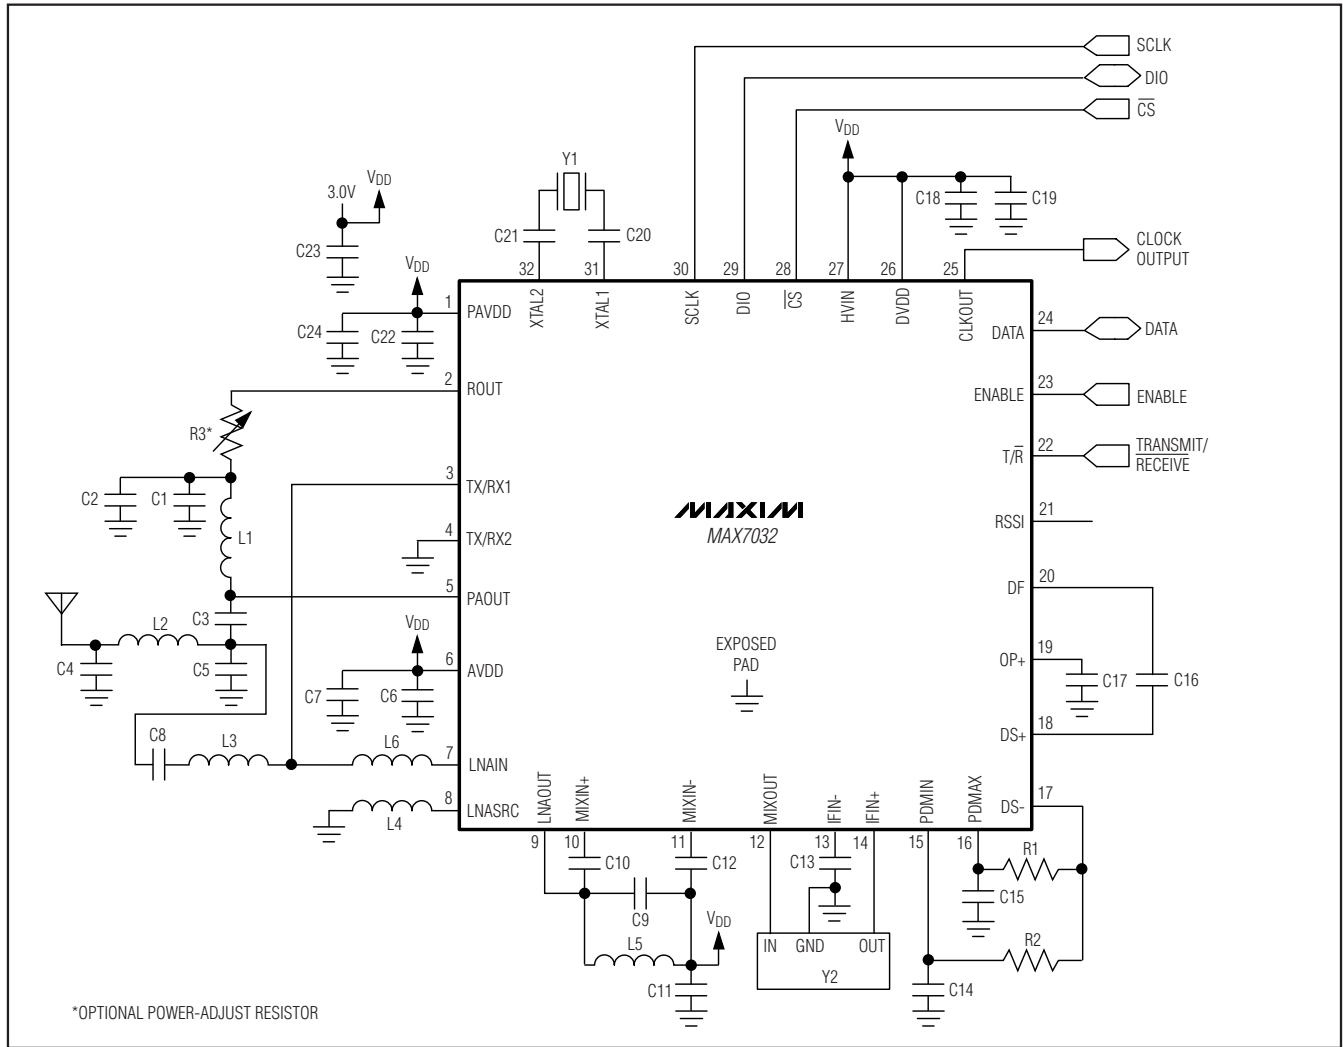 SCLK
DIO
C̅S̅
VDD
Y1
3.0V
VDD
C18
C19
C23
C21
C20
CLOCK
OUTPUT
VDD
32
31
30
29
28
27
26
25
1
PAVDD
XTAL2
XTAL1
SCLK
DIO
C̅S̅
HVIN
DVDD
CLKOUT
C24
C22
DATA
24
DATA
2
ROUT
ENABLE
23
ENABLE
R3*
T/R̅
22
TRANSMIT/
R̅E̅C̅E̅I̅V̅E̅
C2
C1
3
TX/RX1
MAXIM
MAX7032
RSSI
21
L1
4
TX/RX2
5
PAOUT
DF
20
C3
L2
VDD
EXPOSED
PAD
OP+
19
C4
C5
6
AVDD
C17
C16
C7
C6
DS+
18
C8
L3
L6
7
LNAIN
8
LNASRC
L4
LNAOUT
MIXIN+
MIXIN-
MIXOUT
IFIN-
IFIN+
PDMIN
PDMAX
DS-
17
9
10
11
12
13
14
15
16
C10
C12
C13
R1
C15
C9
VDD
L5
IN
GND
OUT
R2
Y2
C11
C14
*OPTIONAL POWER-ADJUST RESISTOR